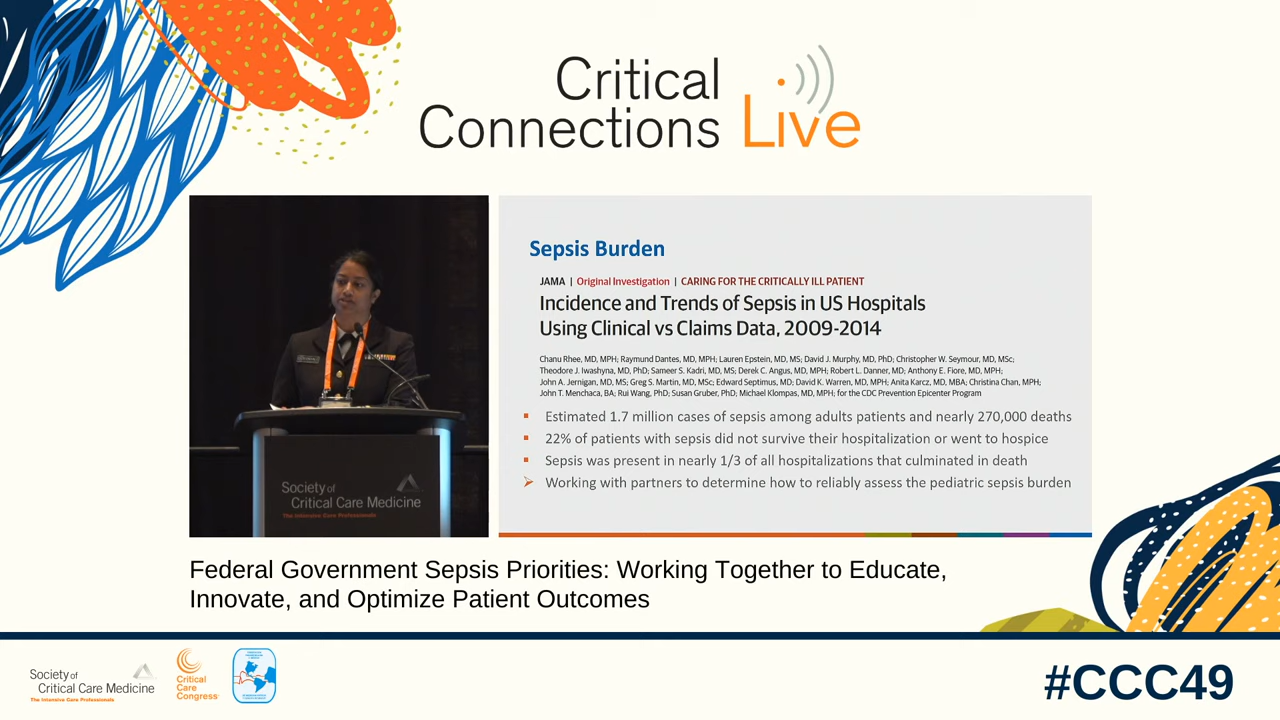 Critical
Connections Live
Sepsis Burden
JAMA | Original Investigation | CARING FOR THE CRITICALLY ILL PATIENT
Incidence and Trends of Sepsis in US Hospitals
Using Clinical vs Claims Data, 2009-2014
Chanu Rhee, MD, MPH; Raymund Dantes, MD, MPH; Lauren Epstein, MD, MS; David J. Murphy, MD, PhD; Christopher W. Seymour, MD, MSc;
Theodore J. Iwashyna, MD, PhD; Sameer S. Kadri, MD, MS; Derek C. Angus, MD, MPH; Robert L. Danner, MD; Anthony E. Fiore, MD, MPH;
John A. Jernigan, MD, MS; Greg S. Martin, MD, MSc; Edward Septimus, MD; David K. Warren, MD, MPH; Anita Karcz, MD, MBA; Christina Chan, MPH;
John T. Menchaca, BA; Rui Wang, PhD; Susan Gruber, PhD; Michael Klompas, MD, MPH; for the CDC Prevention Epicenter Program
Estimated 1.7 million cases of sepsis among adults patients and nearly 270,000 deaths
22% of patients with sepsis did not survive their hospitalization or went to hospice
Sepsis was present in nearly 1/3 of all hospitalizations that culminated in death
Working with partners to determine how to reliably assess the pediatric sepsis burden
Society of
Critical Care Medicine
The Intensive Care Professionals
Federal Government Sepsis Priorities: Working Together to Educate,
Innovate, and Optimize Patient Outcomes
Society of
Critical Care Medicine
The Intensive Care Professionals
Critical
Care
Congress
#CCC49